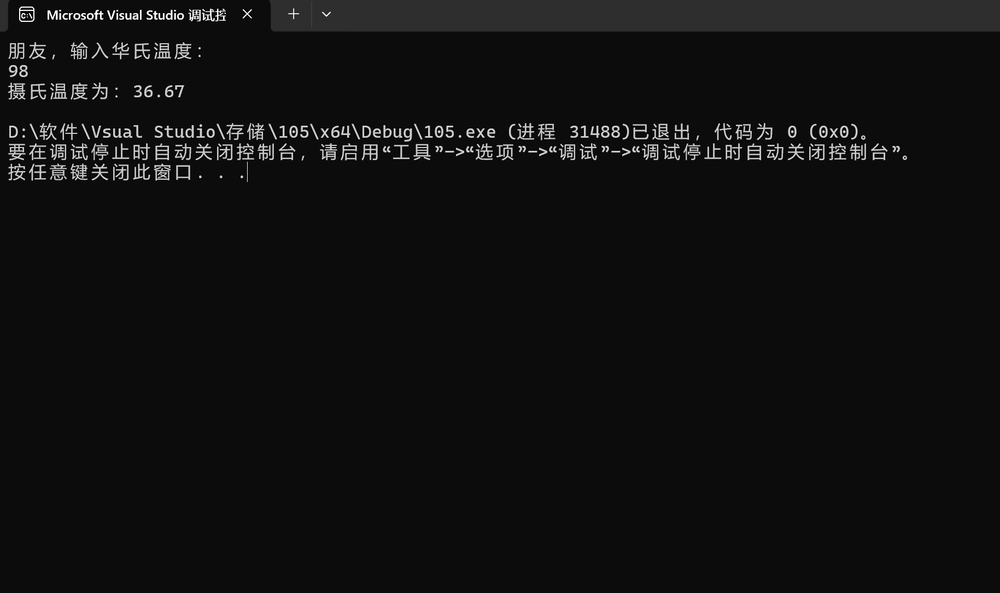 Microsoft Visual Studio 调试控
朋友，输入华氏温度：
98
摄氏温度为：36.67
D:\软件\Vsual Studio\存储\105\x64\Debug\105.exe (进程 31488)已退出，代码为 0 (0x0)。
要在调试停止时自动关闭控制台，请启用“工具”->“选项”->“调试”->“调试停止时自动关闭控制台”。
按任意键关闭此窗口. . .